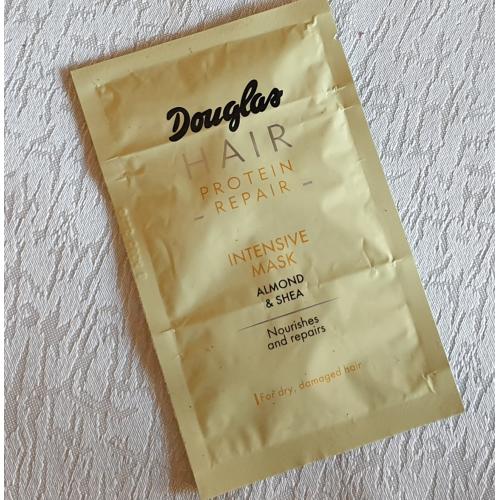 Douglas
HAIR
PROTEIN
- REPAIR -
INTENSIVE
MASK
ALMOND
& SHEA
Nourishes
and repairs
For dry, damaged hair